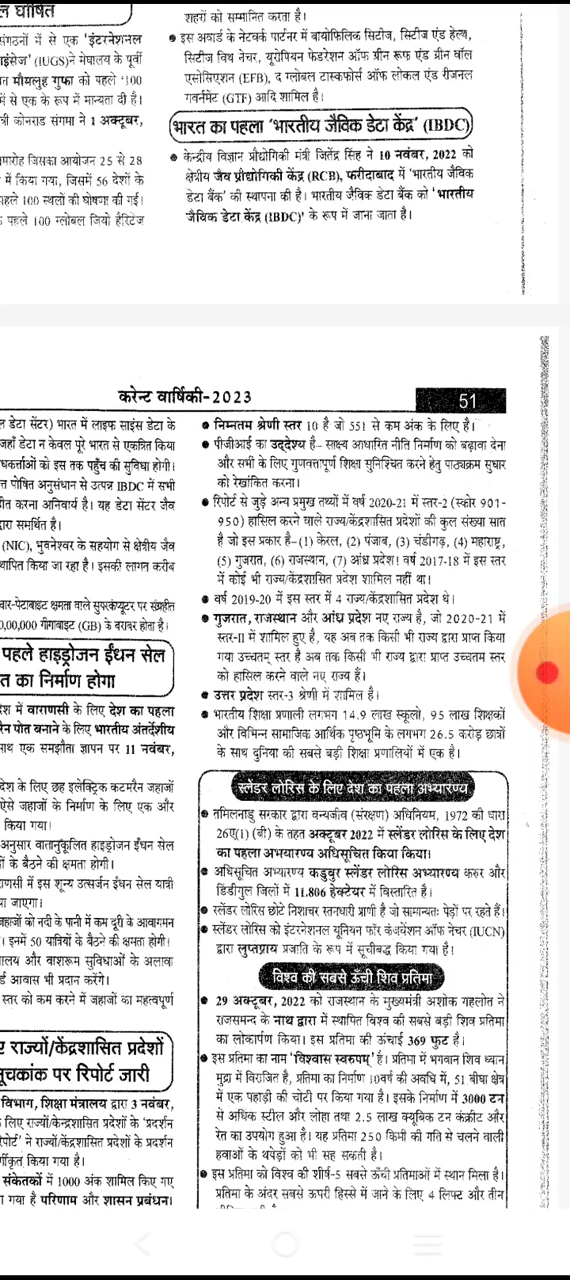 ल घोषित
संगठनों में से एक 'इंटरनेशनल
गइंसेज' (IUGS)ने मेघालय के पूर्वी
त मौमलुह गुफा को पहले '100
में से एक के रूप में मान्यता दी है।
त्री कोनराड संगमा ने 1 अक्टूबर,
मारोह जिसका आयोजन 25 से 28
में किया गया, जिसमें 56 देशों के
पहले 100 स्थलों की घोषणा की गई।
पहले 100 ग्लोबल जियो हैरिटेज
शहरों को सम्मानित करता है।
● इस अवार्ड के नेटवर्क पार्टनर में बायोफिलिक सिटीज, सिटीज एंड हेल्थ,
सिटीज विथ नेचर, यूरोपियन फेडरेशन ऑफ ग्रीन रूफ एंड ग्रीन वॉल
एसोसिएशन (EFB), द ग्लोबल टास्कफोर्स ऑफ लोकल एंड रीजनल
गवर्नमेंट (GTF) आदि शामिल है।
भारत का पहला 'भारतीय जैविक डेटा केंद्र' (IBDC)
● केन्द्रीय विज्ञान प्रौद्योगिकी मंत्री जितेंद्र सिंह ने 10 नवंबर, 2022 को
क्षेत्रीय जैव प्रौद्योगिकी केंद्र (RCB), फरीदाबाद में 'भारतीय जैविक
डेटा बैंक' की स्थापना की है। भारतीय जैविक डेटा बैंक को 'भारतीय
जैविक डेटा केंद्र (IBDC)' के रूप में जाना जाता है।
करेन्ट वार्षिकी-2023
51
ल डेटा सेंटर) भारत में लाइफ साइंस डेटा के
जहाँ डेटा न केवल पूरे भारत से एकत्रित किया
धकर्त्ताओं को इस तक पहुँच की सुविधा होगी।
त्त पोषित अनुसंधान से उत्पन्न IBDC में सभी
हीत करना अनिवार्य है। यह डेटा सेंटर जैव
द्वारा समर्थित है।
(NIC), भुवनेश्वर के सहयोग से क्षेत्रीय जैव
थापित किया जा रहा है। इसकी लागत करीब
चार-पेटाबाइट क्षमता वाले सुपरकंप्यूटर पर संग्रहीत
0,00,000 गीगाबाइट (GB) के बराबर होता है।
पहले हाइड्रोजन ईंधन सेल
त का निर्माण होगा
देश में वाराणसी के लिए देश का पहला
रैन पोत बनाने के लिए भारतीय अंतर्देशीय
साथ एक समझौता ज्ञापन पर 11 नवंबर,
देश के लिए छह इलेक्ट्रिक कटमरैन जहाजों
ऐसे जहाजों के निर्माण के लिए एक और
किया गया।
अनुसार वातानुकूलित हाइड्रोजन ईंधन सेल
ों के बैठने की क्षमता होगी।
राणसी में इस शून्य उत्सर्जन ईंधन सेल यात्री
या जाएगा।
जहाजों को नदी के पानी में कम दूरी के आवागमन
। इनमें 50 यात्रियों के बैठने की क्षमता होगी।
ालय और वाशरूम सुविधाओं के अलावा
र्ड आवास भी प्रदान करेंगे।
स्तर को कम करने में जहाजों का महत्वपूर्ण
ए राज्यों/केंद्रशासित प्रदेशों
सूचकांक पर रिपोर्ट जारी
विभाग, शिक्षा मंत्रालय द्वारा 3 नवंबर,
लिए राज्यों/केन्द्रशासित प्रदेशों के 'प्रदर्शन
रिपोर्ट' ने राज्यों/केंद्रशासित प्रदेशों के प्रदर्शन
र्गीकृत किया गया है।
संकेतकों में 1000 अंक शामिल किए गए
ा गया है परिणाम और शासन प्रबंधन।
● निम्नतम श्रेणी स्तर 10 है जो 551 से कम अंक के लिए है।
● पीजीआई का उद्देश्य है– साक्ष्य आधारित नीति निर्माण को बढ़ावा देना
और सभी के लिए गुणवत्तापूर्ण शिक्षा सुनिश्चित करने हेतु पाठ्यक्रम सुधार
को रेखांकित करना।
● रिपोर्ट से जुड़े अन्य प्रमुख तथ्यों में वर्ष 2020-21 में स्तर-2 (स्कोर 901-
950) हासिल करने वाले राज्य/केंद्रशासित प्रदेशों की कुल संख्या सात
है जो इस प्रकार है–(1) केरल, (2) पंजाब, (3) चंडीगढ़, (4) महाराष्ट्र,
(5) गुजरात, (6) राजस्थान, (7) आंध्र प्रदेश। वर्ष 2017-18 में इस स्तर
में कोई भी राज्य/केंद्रशासित प्रदेश शामिल नहीं था।
● वर्ष 2019-20 में इस स्तर में 4 राज्य/केंद्रशासित प्रदेश थे।
● गुजरात, राजस्थान और आंध्र प्रदेश नए राज्य है, जो 2020-21 में
स्तर-II में शामिल हुए है, यह अब तक किसी भी राज्य द्वारा प्राप्त किया
गया उच्चतम् स्तर है अब तक किसी भी राज्य द्वारा प्राप्त उच्चतम स्तर
को हासिल करने वाले नए राज्य हैं।
● उत्तर प्रदेश स्तर-3 श्रेणी में शामिल है।
● भारतीय शिक्षा प्रणाली लगभग 14.9 लाख स्कूलों, 95 लाख शिक्षकों
और विभिन्न सामाजिक आर्थिक पृष्ठभूमि के लगभग 26.5 करोड़ छात्रों
के साथ दुनिया की सबसे बड़ी शिक्षा प्रणालियों में एक है।
स्लेंडर लोरिस के लिए देश का पहला अभ्यारण्य
● तमिलनाडु सरकार द्वारा वन्यजीव (संरक्षण) अधिनियम, 1972 की धारा
26ए(1) (बी) के तहत अक्टूबर 2022 में स्लेंडर लोरिस के लिए देश
का पहला अभयारण्य अधिसूचित किया किया।
● अधिसूचित अभ्यारण्य कडुवुर स्लेंडर लोरिस अभ्यारण्य करूर और
डिंडीगुल जिलों में 11.806 हेक्टेयर में विस्तारित है।
● स्लेंडर लोरिस छोटे निशाचर स्तनधारी प्राणी है जो सामान्यतः पेड़ों पर रहते हैं।
● स्लेंडर लोरिस को इंटरनेशनल यूनियन फॉर कंजर्वेशन ऑफ नेचर (IUCN)
द्वारा लुप्तप्राय प्रजाति के रूप में सूचीबद्ध किया गया है।
विश्व की सबसे ऊँची शिव प्रतिमा
● 29 अक्टूबर, 2022 को राजस्थान के मुख्यमंत्री अशोक गहलोत ने
राजसमन्द के नाथ द्वारा में स्थापित विश्व की सबसे बड़ी शिव प्रतिमा
का लोकार्पण किया। इस प्रतिमा की ऊंचाई 369 फुट है।
● इस प्रतिमा का नाम 'विश्वास स्वरूपम्' है। प्रतिमा में भगवान शिव ध्यान
मुद्रा में विराजित है, प्रतिमा का निर्माण 10वर्ष की अवधि में, 51 बीघा क्षेत्र
में एक पहाड़ी की चोटी पर किया गया है। इसके निर्माण में 3000 टन
से अधिक स्टील और लोहा तथा 2.5 लाख क्यूबिक टन कंक्रीट और
रेत का उपयोग हुआ है। यह प्रतिमा 250 किमी की गति से चलने वाली
हवाओं के थपेड़ों को भी सह सकती है।
● इस प्रतिमा को विश्व की शीर्ष-5 सबसे ऊँची प्रतिमाओं में स्थान मिला है।
प्रतिमा के अंदर सबसे ऊपरी हिस्से में जाने के लिए 4 लिफ्ट और तीन